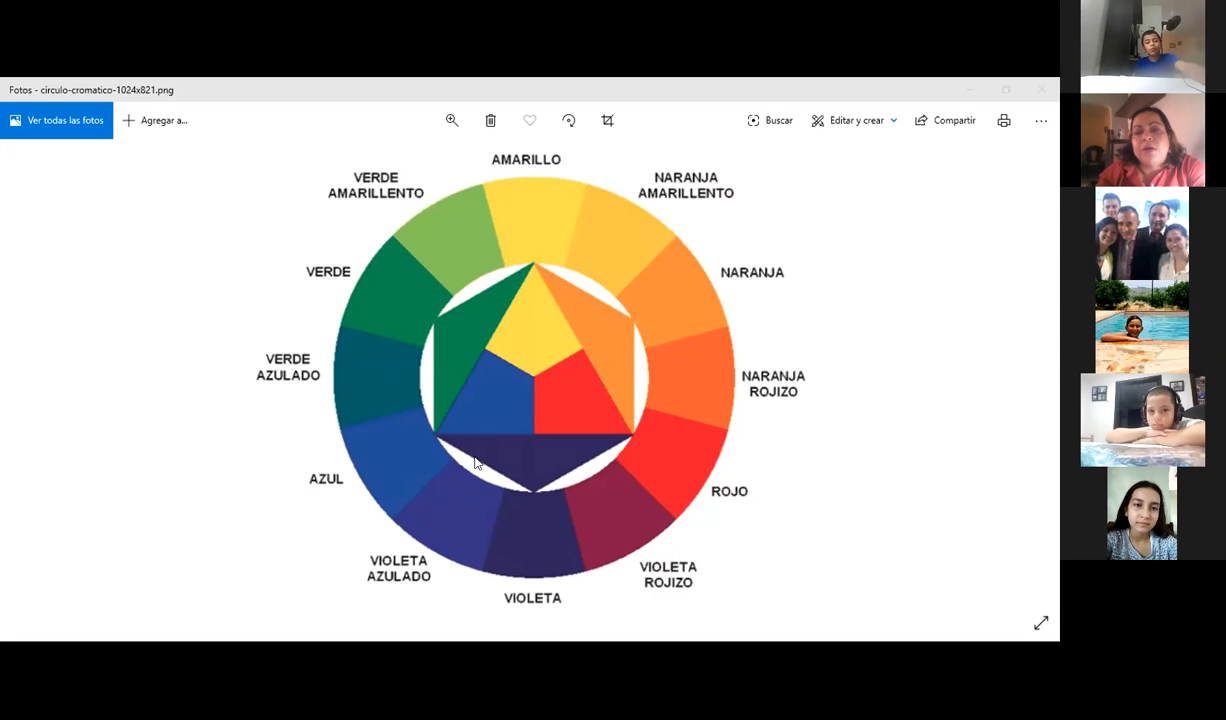 Fotos - circulo-cromatico-1024x821.png
Ver todas las fotos
Agregar a...
Buscar
Editar y crear
Compartir
AMARILLO
VERDE
AMARILLENTO
NARANJA
AMARILLENTO
VERDE
NARANJA
VERDE
AZULADO
NARANJA
ROJIZO
AZUL
ROJO
VIOLETA
AZULADO
VIOLETA
ROJIZO
VIOLETA